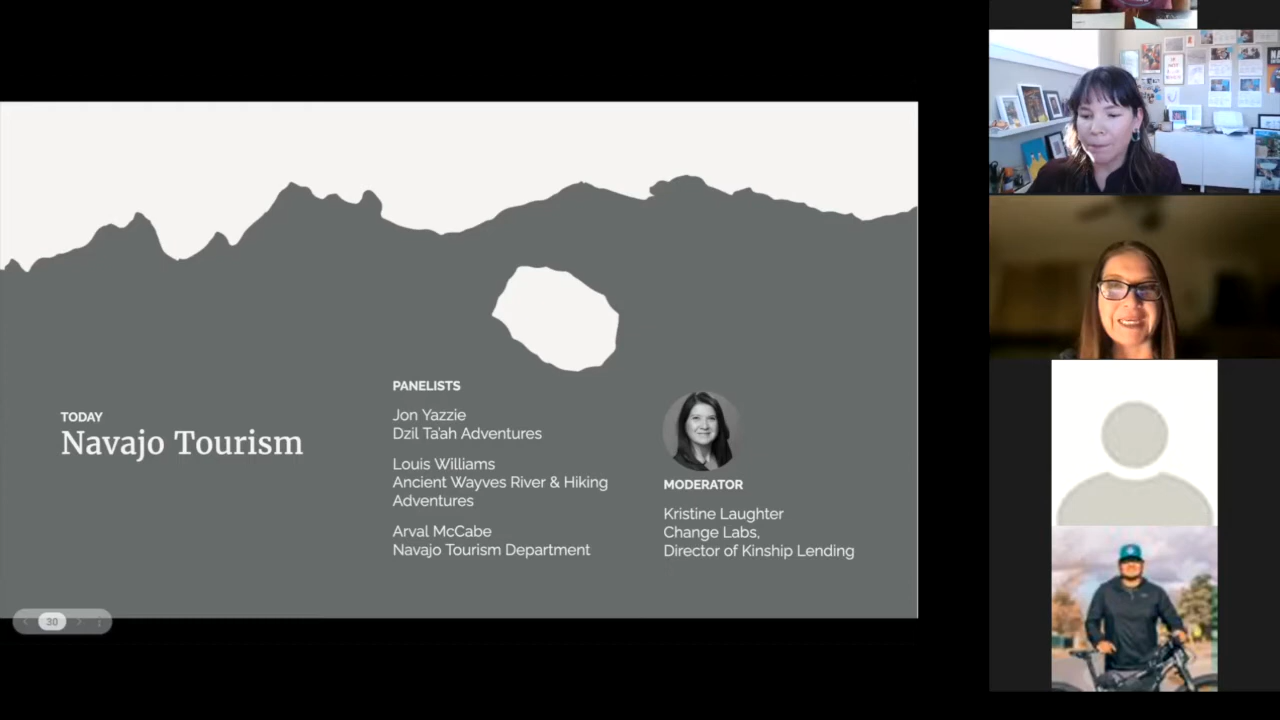 TODAY
Navajo Tourism
PANELISTS
Jon Yazzie
Dzil Ta'ah Adventures
Louis Williams
Ancient Wayves River & Hiking
Adventures
Arval McCabe
Navajo Tourism Department
MODERATOR
Kristine Laughter
Change Labs,
Director of Kinship Lending
30